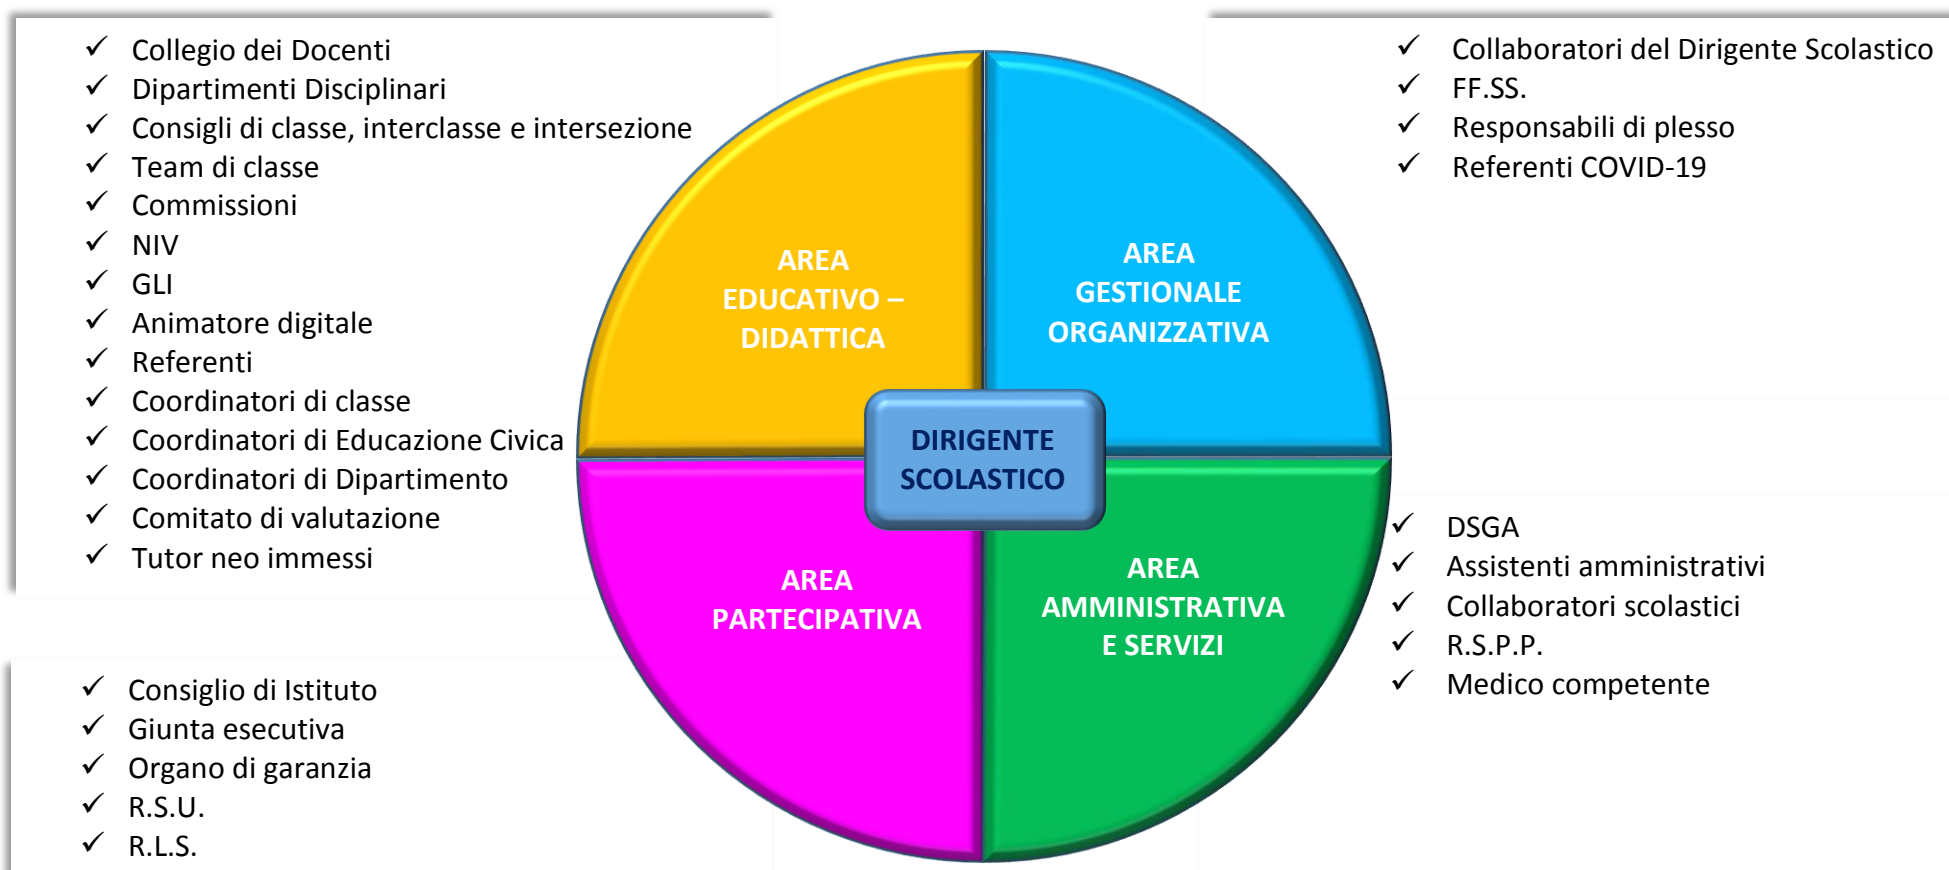 Collegio dei Docenti
Dipartimenti Disciplinari
Consigli di classe, interclasse e intersezione
Team di classe
Commissioni
NIV
GLI
Animatore digitale
Referenti
Coordinatori di classe
Coordinatori di Educazione Civica
Coordinatori di Dipartimento
Comitato di valutazione
Tutor neo immessi
Collaboratori del Dirigente Scolastico
FF.SS.
Responsabili di plesso
Referenti COVID-19
AREA
EDUCATIVO –
DIDATTICA
AREA
GESTIONALE
ORGANIZZATIVA
DIRIGENTE
SCOLASTICO
AREA
PARTECIPATIVA
AREA
AMMINISTRATIVA
E SERVIZI
DSGA
Assistenti amministrativi
Collaboratori scolastici
R.S.P.P.
Medico competente
Consiglio di Istituto
Giunta esecutiva
Organo di garanzia
R.S.U.
R.L.S.